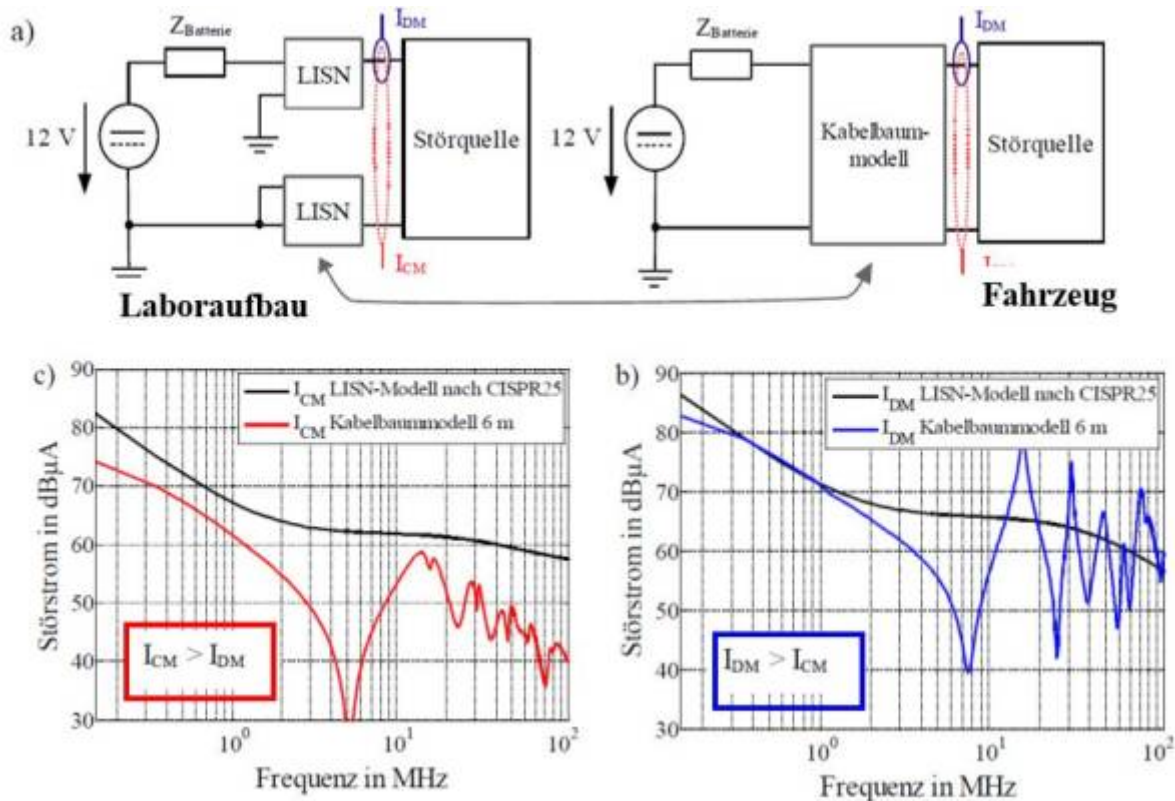 a)
I_DM
Z_Batterie
LISN
12 V
Störquelle
LISN
I_CM
Laboraufbau
I_DM
Z_Batterie
12 V
Kabelbaum-
modell
Störquelle
Fahrzeug
c)
I_CM LISN-Modell nach CISPR25
I_CM Kabelbaummodell 6 m
Störstrom in dBµA
90
80
70
60
50
40
30
I_CM > I_DM
10^0
10^1
10^2
Frequenz in MHz
b)
I_DM LISN-Modell nach CISPR25
I_DM Kabelbaummodell 6 m
Störstrom in dBµA
90
80
70
60
50
40
30
I_DM > I_CM
10^0
10^1
10^2
Frequenz in MHz